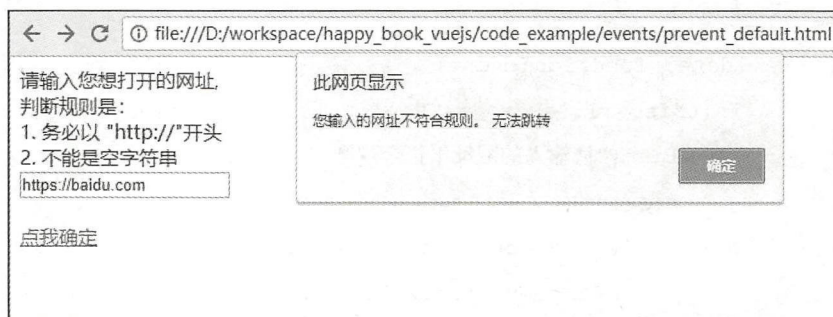 file:///D:/workspace/happy_book_vuejs/code_example/events/prevent_default.html
请输入您想打开的网址,
判断规则是：
1. 务必以 "http://"开头
2. 不能是空字符串
https://baidu.com
点我确定
此网页显示
您输入的网址不符合规则。 无法跳转
确定